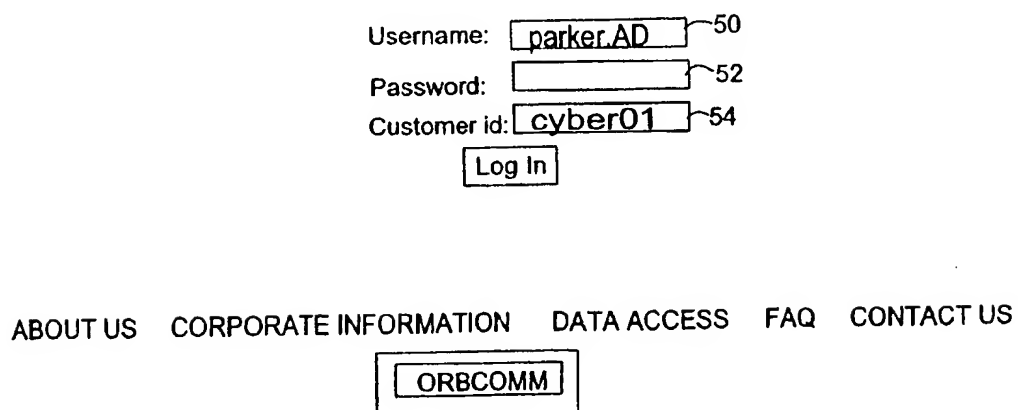 Username: parker.AD 50
Password: 52
Customer id: cyber01 54
Log In
ABOUT US CORPORATE INFORMATION DATA ACCESS FAQ CONTACT US
ORBCOMM